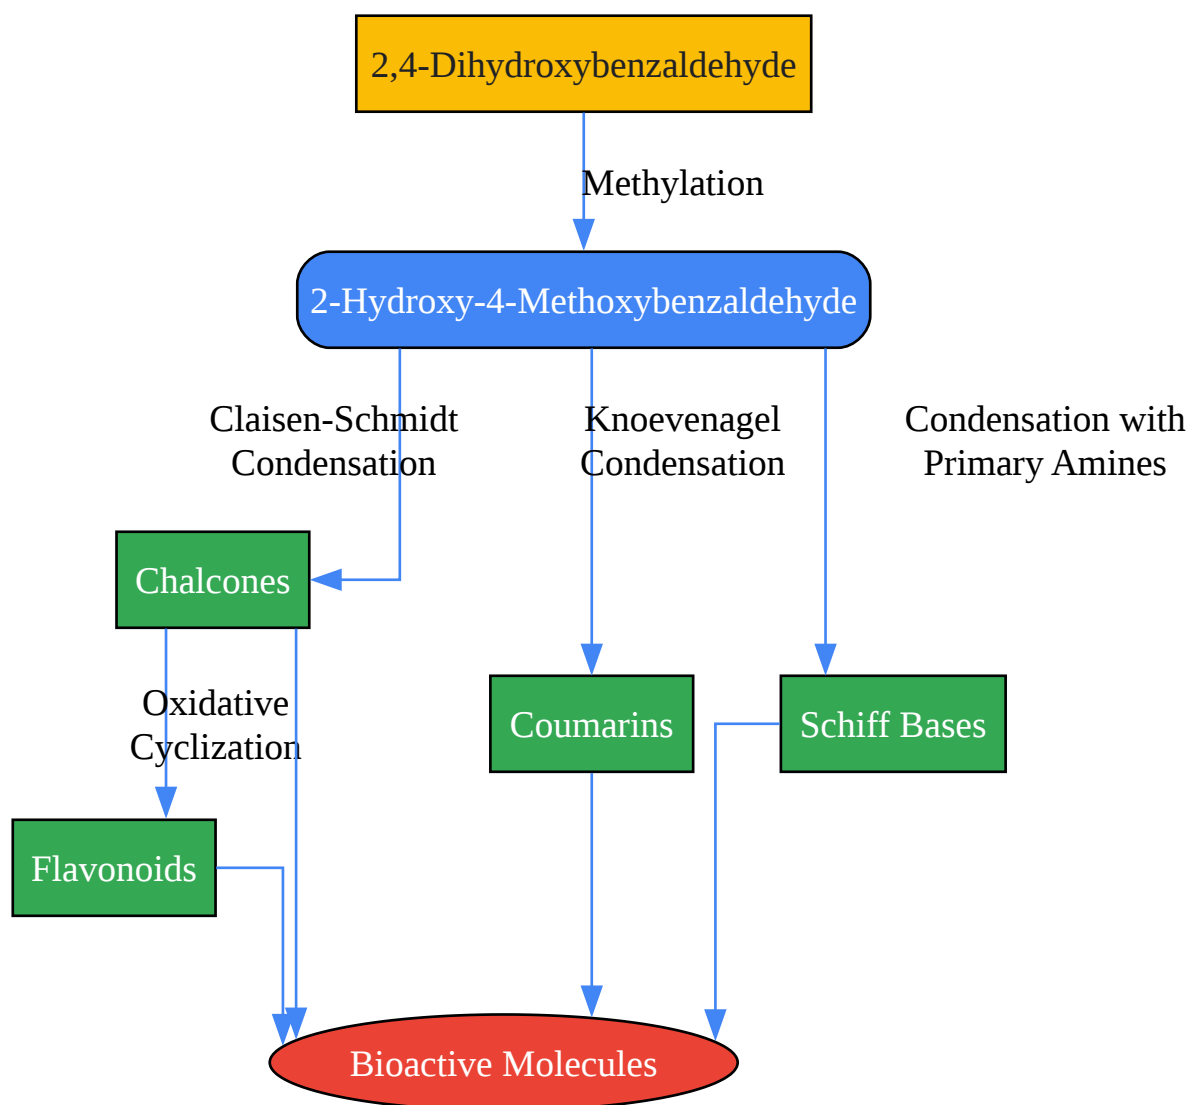 2,4-Dihydroxybenzaldehyde
Methylation
2-Hydroxy-4-Methoxybenzaldehyde
Claisen-Schmidt
Condensation
Knoevenagel
Condensation
Condensation with
Primary Amines
Chalcones
Oxidative
Cyclization
Coumarins
Schiff Bases
Flavonoids
Bioactive Molecules